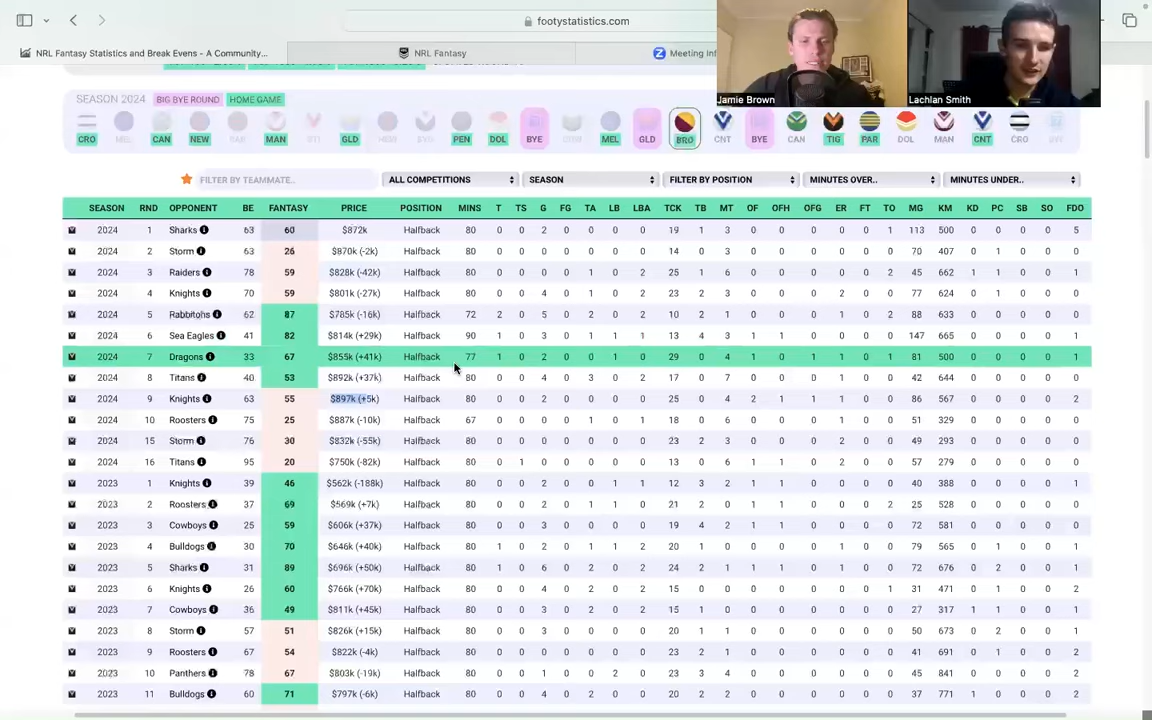 footystatistics.com
NRL Fantasy Statistics and Break Evens - A Community...
NRL Fantasy
Meeting Inf
Jamie Brown
Lachlan Smith
SEASON 2024 BIG BYE ROUND HOME GAME
CRO MEL CAN NEW PAR MAN GLD PEN DOL BYE MEL GLD BRO CNT BYE CAN TIG PAR DOL MAN CNT CRO
FILTER BY TEAMMATE.. ALL COMPETITIONS SEASON FILTER BY POSITION MINUTES OVER.. MINUTES UNDER..
SEASON RND OPPONENT BE FANTASY PRICE POSITION MINS T TS G FG TA LB LBA TCK TB MT OF OFH OFG ER FT TO MG KM KD PC SB SO FDO
2024 1 Sharks 63 60 $872k Halfback 80 0 0 2 0 0 0 0 19 1 3 0 0 0 0 0 1 113 500 0 0 0 0 5
2024 2 Storm 63 26 $870k (-2k) Halfback 80 0 0 0 0 0 0 0 14 0 3 0 0 0 0 0 0 70 407 0 1 0 0 0
2024 3 Raiders 78 59 $828k (-42k) Halfback 80 0 0 0 0 1 0 2 25 1 6 0 0 0 0 0 2 45 662 1 1 0 0 1
2024 4 Knights 70 59 $801k (-27k) Halfback 80 0 0 4 0 1 0 2 23 2 3 0 0 0 2 0 0 77 624 1 0 0 0 0
2024 5 Rabbitohs 62 87 $785k (-16k) Halfback 72 2 0 5 0 2 0 2 10 2 1 0 0 0 1 0 2 88 633 0 0 0 0 0
2024 6 Sea Eagles 41 82 $814k (+29k) Halfback 90 1 0 3 0 1 1 1 13 4 3 1 1 0 0 0 0 147 665 0 0 0 0 1
2024 7 Dragons 33 67 $855k (+41k) Halfback 77 1 0 2 0 0 1 0 29 0 4 1 0 1 1 0 1 81 500 0 0 0 0 1
2024 8 Titans 40 53 $892k (+37k) Halfback 80 0 0 4 0 3 0 2 17 0 7 0 0 0 1 0 0 42 644 0 1 0 0 1
2024 9 Knights 63 55 $897k (+5k) Halfback 80 0 0 2 0 0 0 0 25 0 4 2 1 1 0 0 0 86 567 0 0 0 0 2
2024 10 Roosters 75 25 $887k (-10k) Halfback 67 0 0 0 0 1 0 0 18 0 6 0 0 0 1 0 0 51 329 0 1 0 0 0
2024 15 Storm 76 30 $832k (-55k) Halfback 80 0 0 0 0 0 0 0 23 2 3 0 0 0 2 0 0 49 293 0 1 0 0 0
2024 16 Titans 95 20 $750k (-82k) Halfback 80 0 1 0 0 0 0 0 13 0 6 1 1 0 2 0 0 57 279 0 0 0 0 0
2023 1 Knights 39 46 $562k (-188k) Halfback 80 0 0 2 0 0 1 1 12 3 2 1 1 0 0 0 0 40 388 0 1 0 0 0
2023 2 Roosters 37 69 $569k (+7k) Halfback 80 0 0 2 0 1 1 0 21 2 0 1 1 0 0 0 2 25 528 0 0 0 0 1
2023 3 Cowboys 25 59 $606k (+37k) Halfback 80 0 0 3 0 0 0 0 19 4 2 1 1 0 0 0 0 72 581 0 0 0 0 1
2023 4 Bulldogs 30 70 $646k (+40k) Halfback 80 1 0 2 0 1 1 2 20 1 0 0 0 0 1 0 0 79 565 0 1 0 0 1
2023 5 Sharks 31 89 $696k (+50k) Halfback 80 1 0 6 0 2 0 2 24 2 1 1 1 0 1 0 0 72 676 0 2 0 0 1
2023 6 Knights 26 60 $766k (+70k) Halfback 80 0 0 4 0 2 0 2 15 0 0 0 0 0 0 0 1 31 471 0 0 0 0 2
2023 7 Cowboys 36 49 $811k (+45k) Halfback 80 0 0 3 0 2 0 2 15 1 0 0 0 0 0 0 0 27 317 1 1 0 0 1
2023 8 Storm 57 51 $826k (+15k) Halfback 80 0 0 3 0 0 0 0 20 1 1 0 0 0 0 0 0 50 673 0 2 0 0 1
2023 9 Roosters 67 54 $822k (-4k) Halfback 80 0 0 0 0 0 0 0 23 2 1 0 0 0 1 0 0 41 691 0 0 0 0 2
2023 10 Panthers 78 67 $803k (-19k) Halfback 80 0 0 1 0 0 2 0 23 3 4 0 0 0 1 0 0 45 841 0 0 0 0 2
2023 11 Bulldogs 60 71 $797k (-6k) Halfback 80 0 0 4 0 2 0 0 20 2 2 0 0 0 0 0 0 37 771 1 0 0 0 2